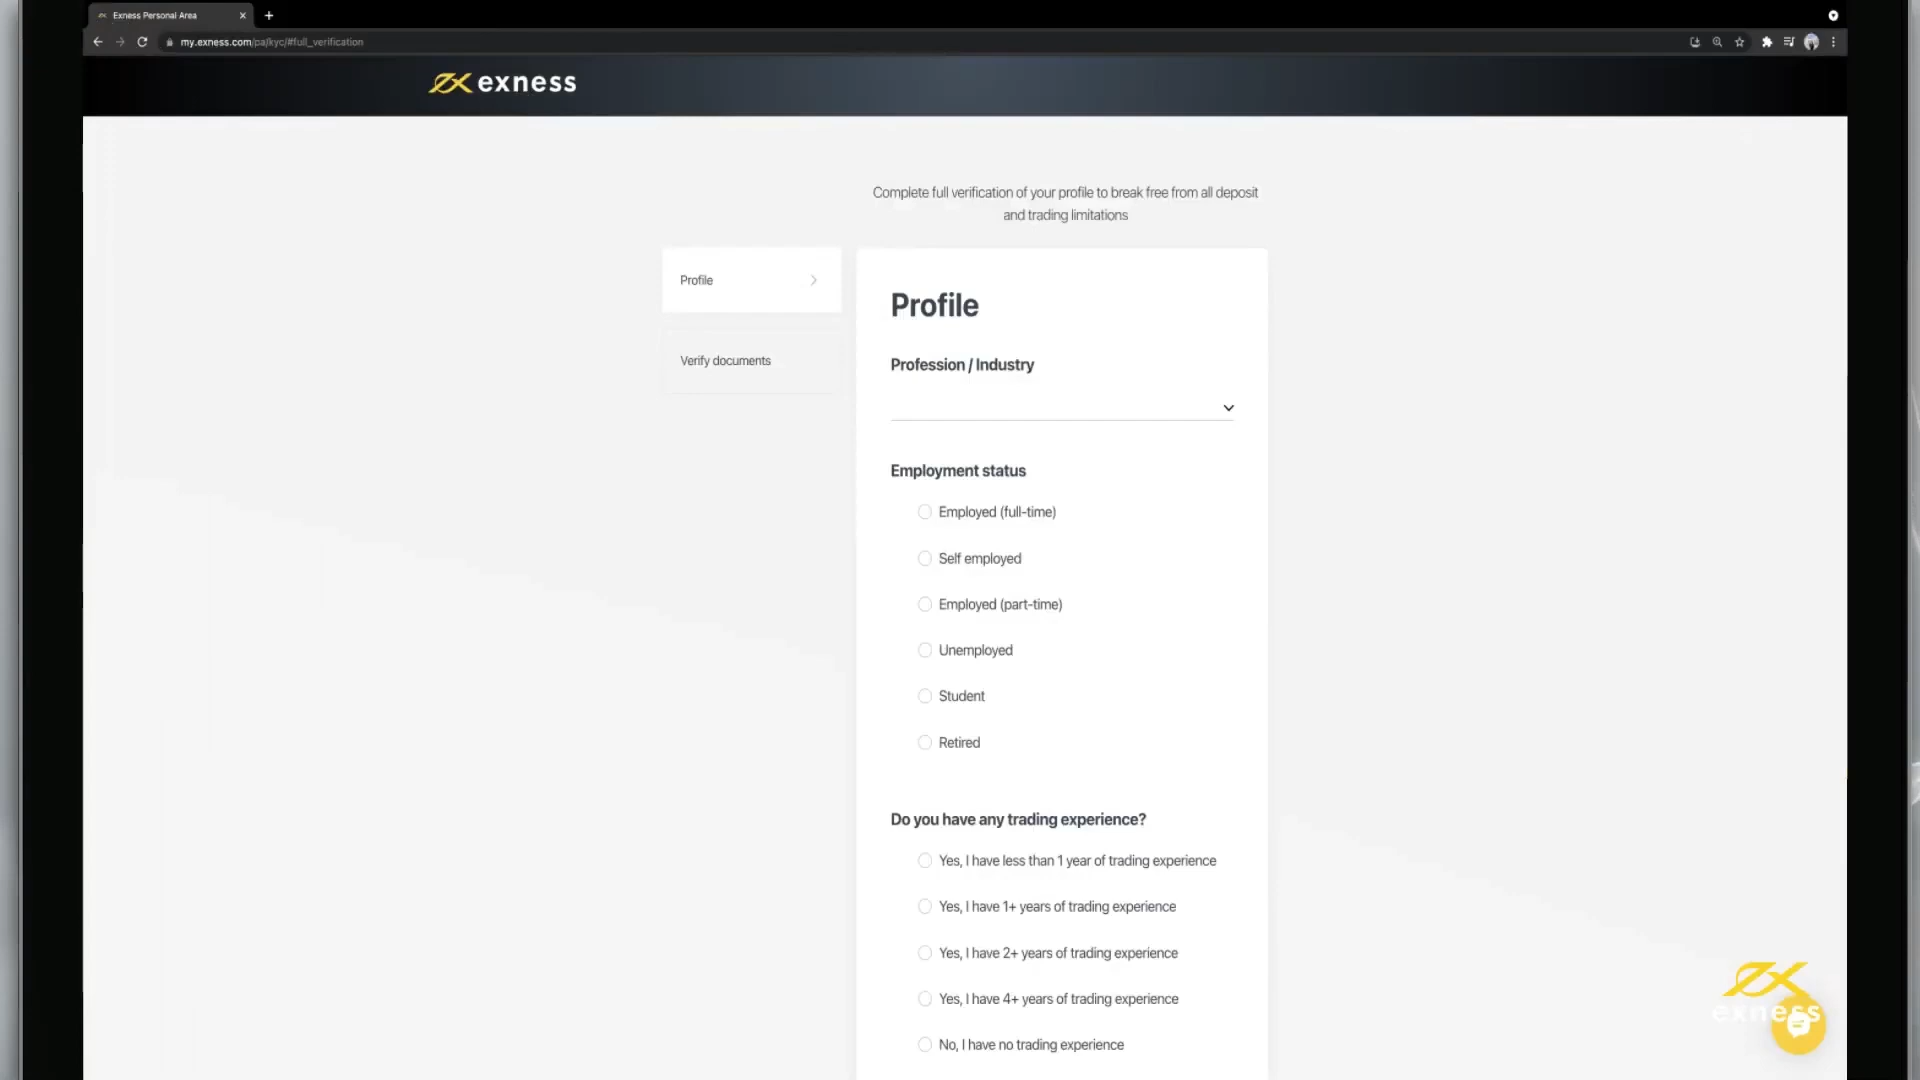 Exness Personal Area
my.exness.com/pa/kyc/#full_verification
exness
Complete full verification of your profile to break free from all deposit
and trading limitations
Profile
Verify documents
Profile
Profession / Industry
Employment status
Employed (full-time)
Self employed
Employed (part-time)
Unemployed
Student
Retired
Do you have any trading experience?
Yes, I have less than 1 year of trading experience
Yes, I have 1+ years of trading experience
Yes, I have 2+ years of trading experience
Yes, I have 4+ years of trading experience
No, I have no trading experience
exness